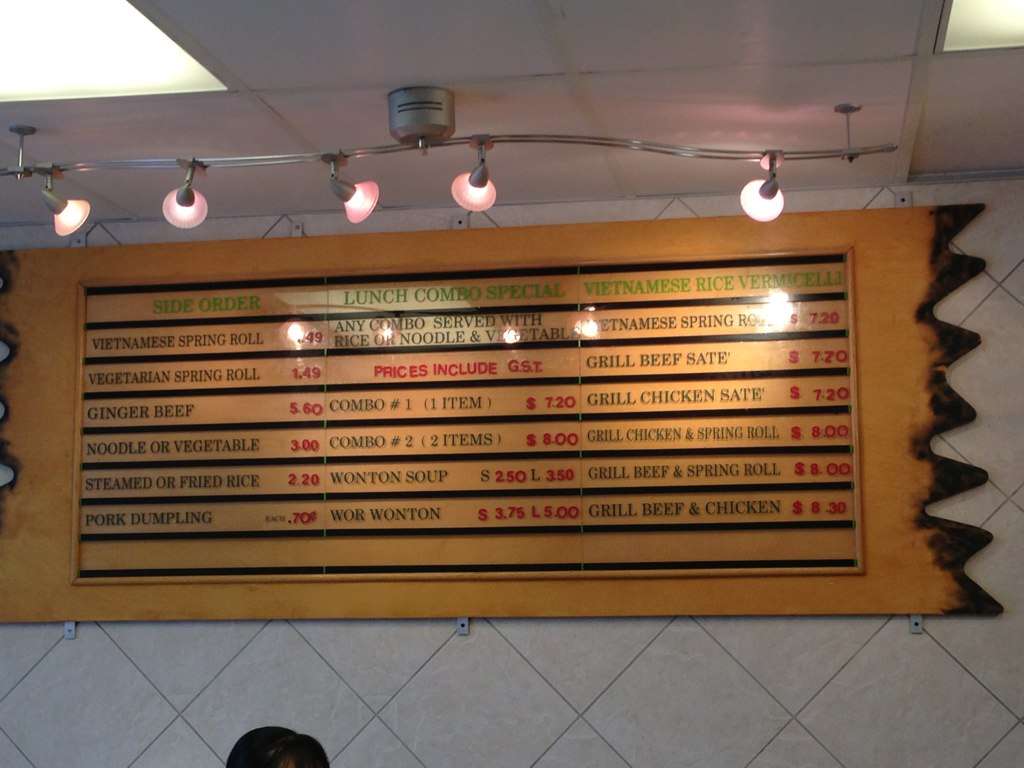 SIDE ORDER
VIETNAMESE SPRING ROLL .49
VEGETARIAN SPRING ROLL 1.49
GINGER BEEF 5.60
NOODLE OR VEGETABLE 3.00
STEAMED OR FRIED RICE 2.20
PORK DUMPLING EACH .70¢
LUNCH COMBO SPECIAL
ANY COMBO SERVED WITH
RICE OR NOODLE & VEGETABL
PRICES INCLUDE G.S.T.
COMBO # 1 (1 ITEM) $ 7.20
COMBO # 2 (2 ITEMS) $ 8.00
WONTON SOUP S 2.50 L 3.50
WOR WONTON S 3.75 L 5.00
VIETNAMESE RICE VERMICELLI
VIETNAMESE SPRING $ 7.20
GRILL BEEF SATE' $ 7.20
GRILL CHICKEN SATE' $ 7.20
GRILL CHICKEN & SPRING ROLL $ 8.00
GRILL BEEF & SPRING ROLL $ 8.00
GRILL BEEF & CHICKEN $ 8.30